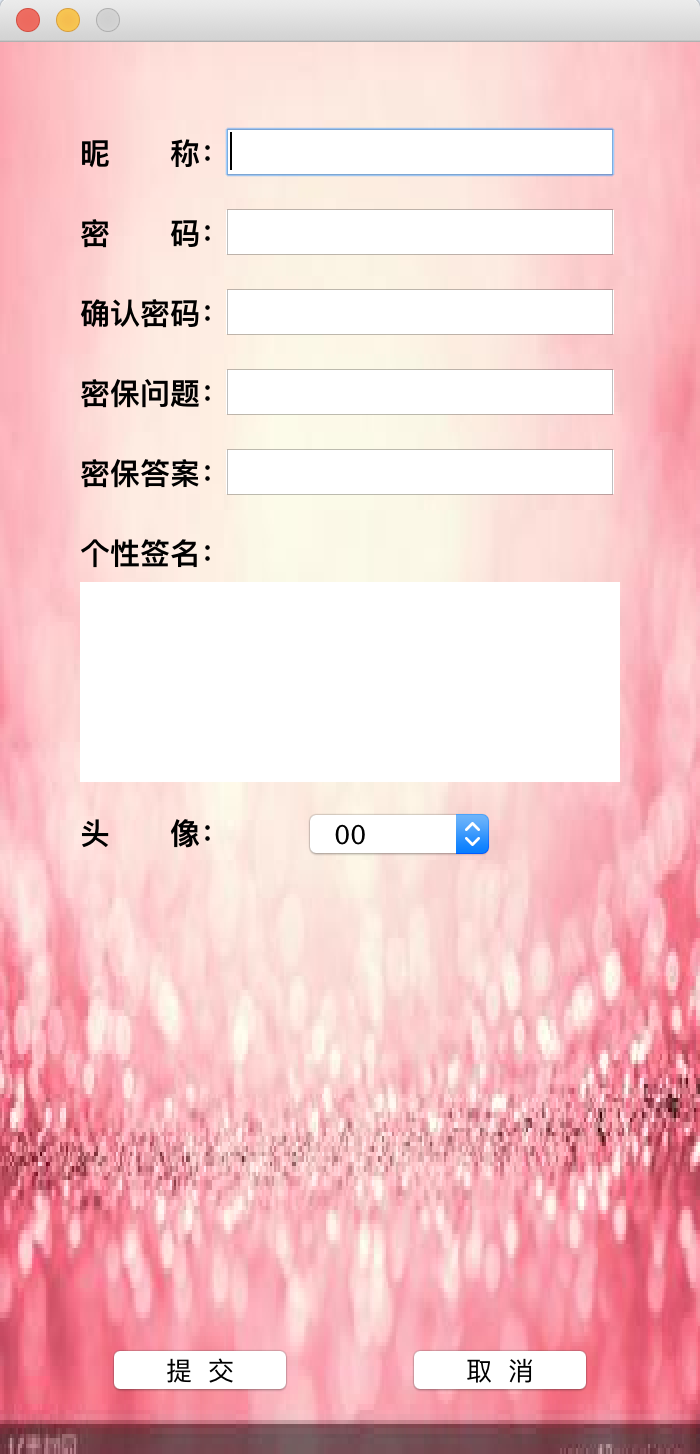 昵　　称：
密　　码：
确认密码：
密保问题：
密保答案：
个性签名：
头　　像： 00
提 交 取 消